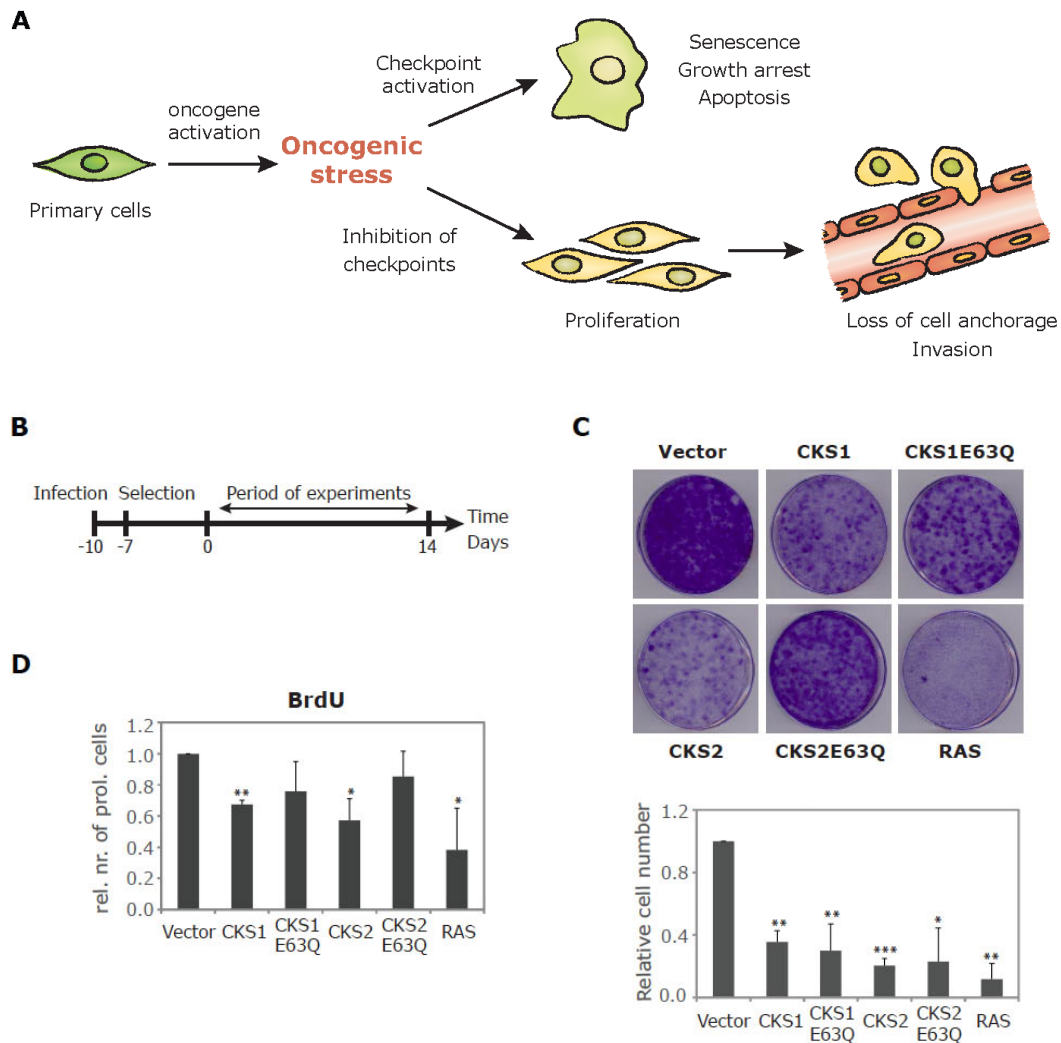 A
oncogene
activation
Primary cells
Oncogenic
stress
Checkpoint
activation
Senescence
Growth arrest
Apoptosis
Inhibition of
checkpoints
Proliferation
Loss of cell anchorage
Invasion
B
Infection Selection Period of experiments
Time
Days
-10 -7 0 14
C
Vector CKS1 CKS1E63Q
CKS2 CKS2E63Q RAS
Relative cell number
1.2
0.8
0.4
0.0
** ** *** * **
Vector CKS1 CKS1 CKS2 CKS2 RAS
E63Q E63Q
D
BrdU
rel. nr. of prol. cells
1.2
1.0
0.8
0.6
0.4
0.2
0.0
** * *
Vector CKS1 CKS1 CKS2 CKS2 RAS
E63Q E63Q